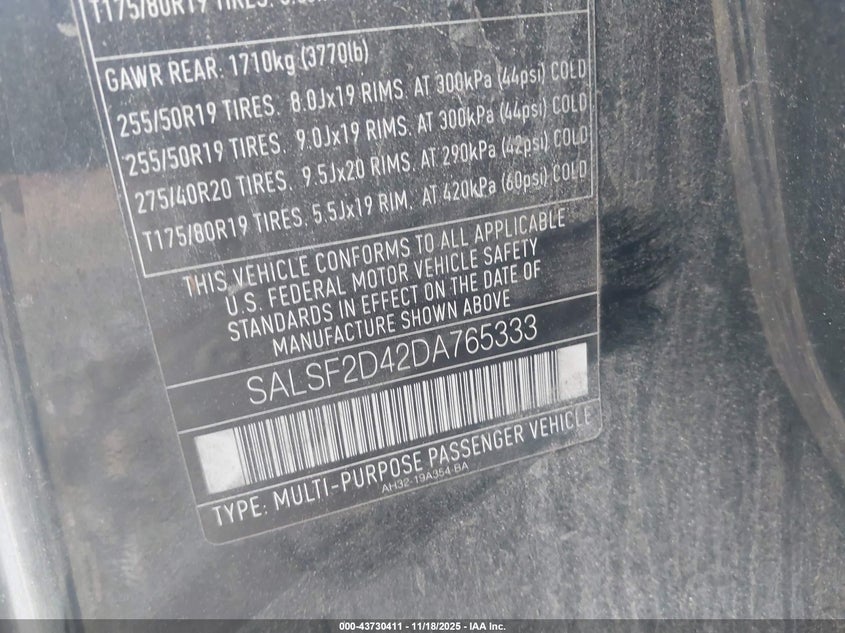 T175/80R19 TIRES.
GAWR REAR: 1710kg (3770lb)
255/50R19 TIRES. 8.0Jx19 RIMS. AT 300kPa (44psi) COLD
255/50R19 TIRES. 9.0Jx19 RIMS. AT 300kPa (44psi) COLD
275/40R20 TIRES. 9.5Jx20 RIMS. AT 290kPa (42psi) COLD
T175/80R19 TIRES. 5.5Jx19 RIM, AT 420kPa (60psi) COLD
THIS VEHICLE CONFORMS TO ALL APPLICABLE
U.S. FEDERAL MOTOR VEHICLE SAFETY
STANDARDS IN EFFECT ON THE DATE OF
MANUFACTURE SHOWN ABOVE
SALSF2D42DA765333
TYPE: MULTI-PURPOSE PASSENGER VEHICLE
AH32-19A354-BA
000-43730411 - 11/18/2025 - IAA Inc.